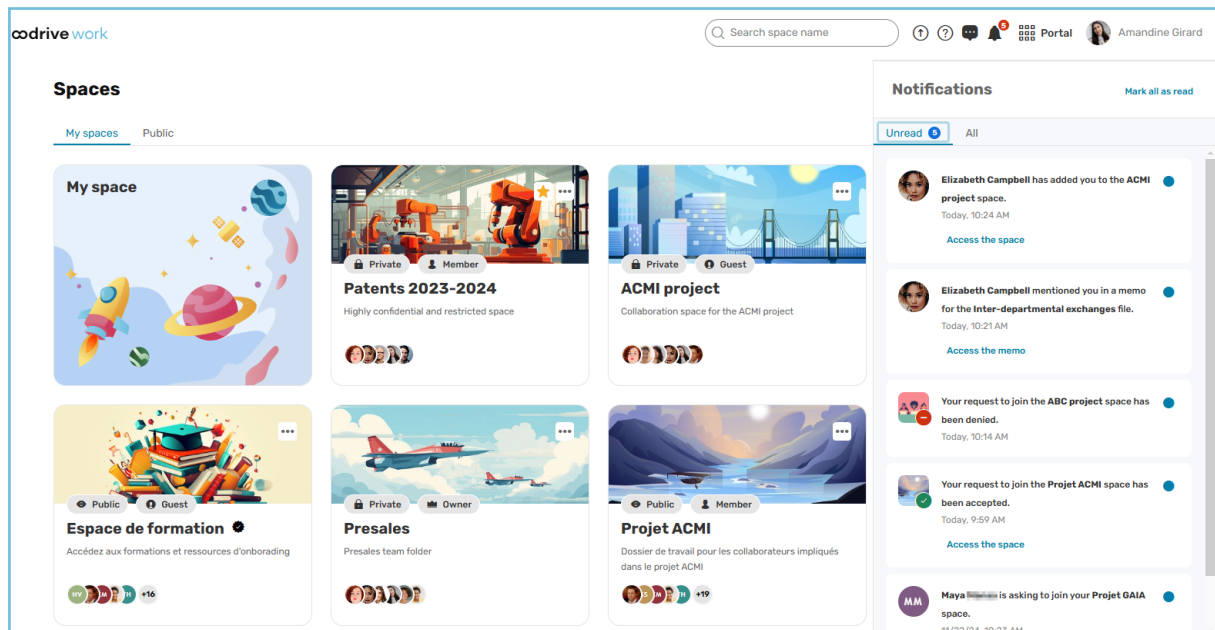 oodrive work
Search space name
5
Portal
Amandine Girard
Spaces
My spaces
Public
My space
Private
Member
Patents 2023-2024
Highly confidential and restricted space
Private
Guest
ACMI project
Collaboration space for the ACMI project
Public
Guest
Espace de formation
Accédez aux formations et ressources d'onborading
HV
M
TH
+16
Private
Owner
Presales
Presales team folder
Public
Member
Projet ACMI
Dossier de travail pour les collaborateurs impliqués
dans le projet ACMI
M
TH
+19
Notifications
Mark all as read
Unread 5
All
Elizabeth Campbell has added you to the ACMI
project space.
Today, 10:24 AM
Access the space
Elizabeth Campbell mentioned you in a memo
for the Inter-departmental exchanges file.
Today, 10:21 AM
Access the memo
Your request to join the ABC project space has
been denied.
Today, 10:14 AM
Your request to join the Projet ACMI space has
been accepted.
Today, 9:59 AM
Access the space
MM
Maya is asking to join your Projet GAIA
space.